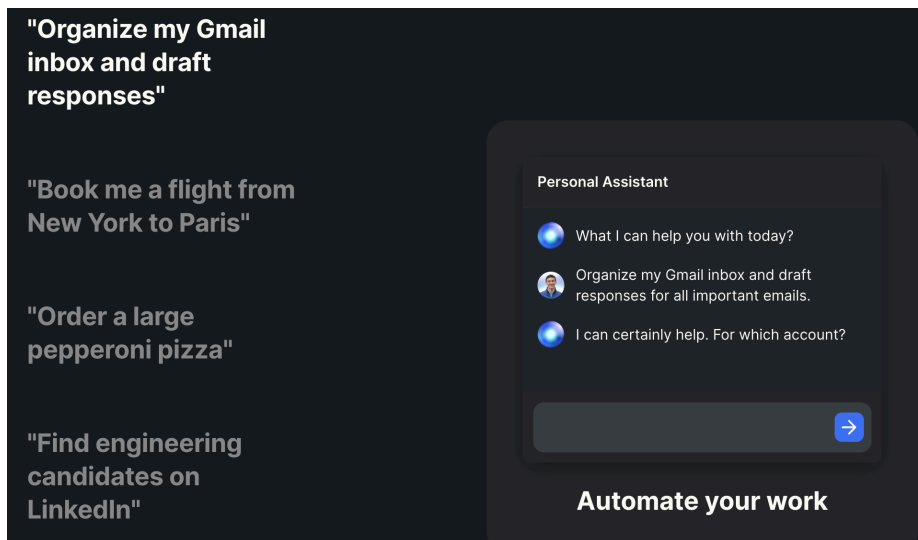 "Organize my Gmail
inbox and draft
responses"
"Book me a flight from
New York to Paris"
"Order a large
pepperoni pizza"
"Find engineering
candidates on
LinkedIn"
Personal Assistant
What I can help you with today?
Organize my Gmail inbox and draft
responses for all important emails.
I can certainly help. For which account?
Automate your work